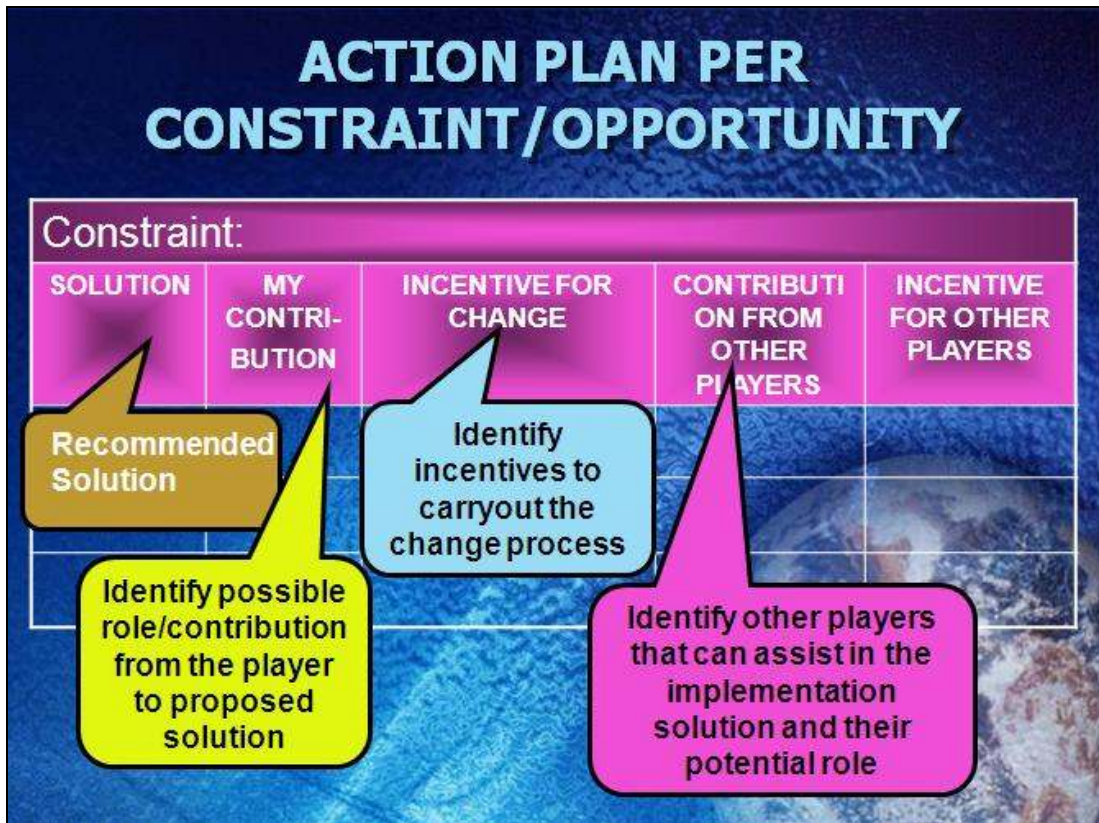 ACTION PLAN PER
CONSTRAINT/OPPORTUNITY
Constraint:
SOLUTION
MY
CONTRI-
BUTION
INCENTIVE FOR
CHANGE
CONTRIBUTI
ON FROM
OTHER
PLAYERS
INCENTIVE
FOR OTHER
PLAYERS
Recommended
Solution
Identify
incentives to
carryout the
change process
Identify possible
role/contribution
from the player
to proposed
solution
Identify other players
that can assist in the
implementation
solution and their
potential role